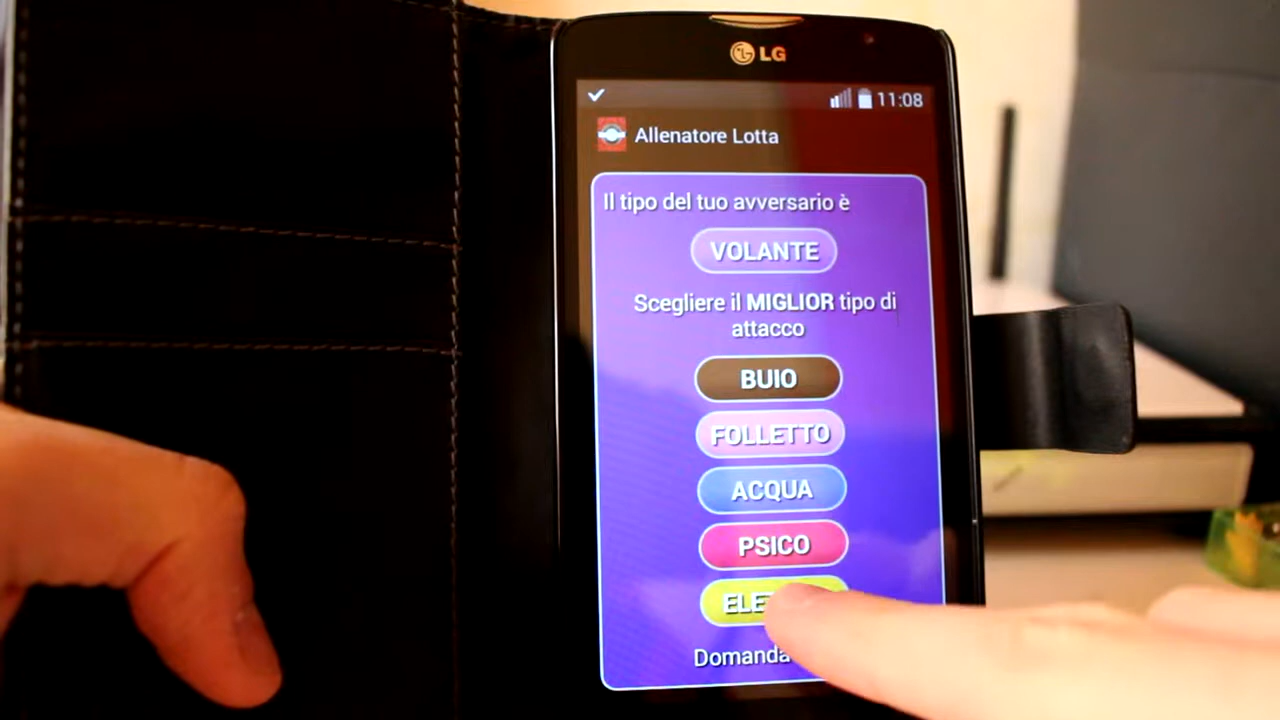 LG
11:08
Allenatore Lotta
Il tipo del tuo avversario è
VOLANTE
Scegliere il MIGLIOR tipo di
attacco
BUIO
FOLLETTO
ACQUA
PSICO
Domanda